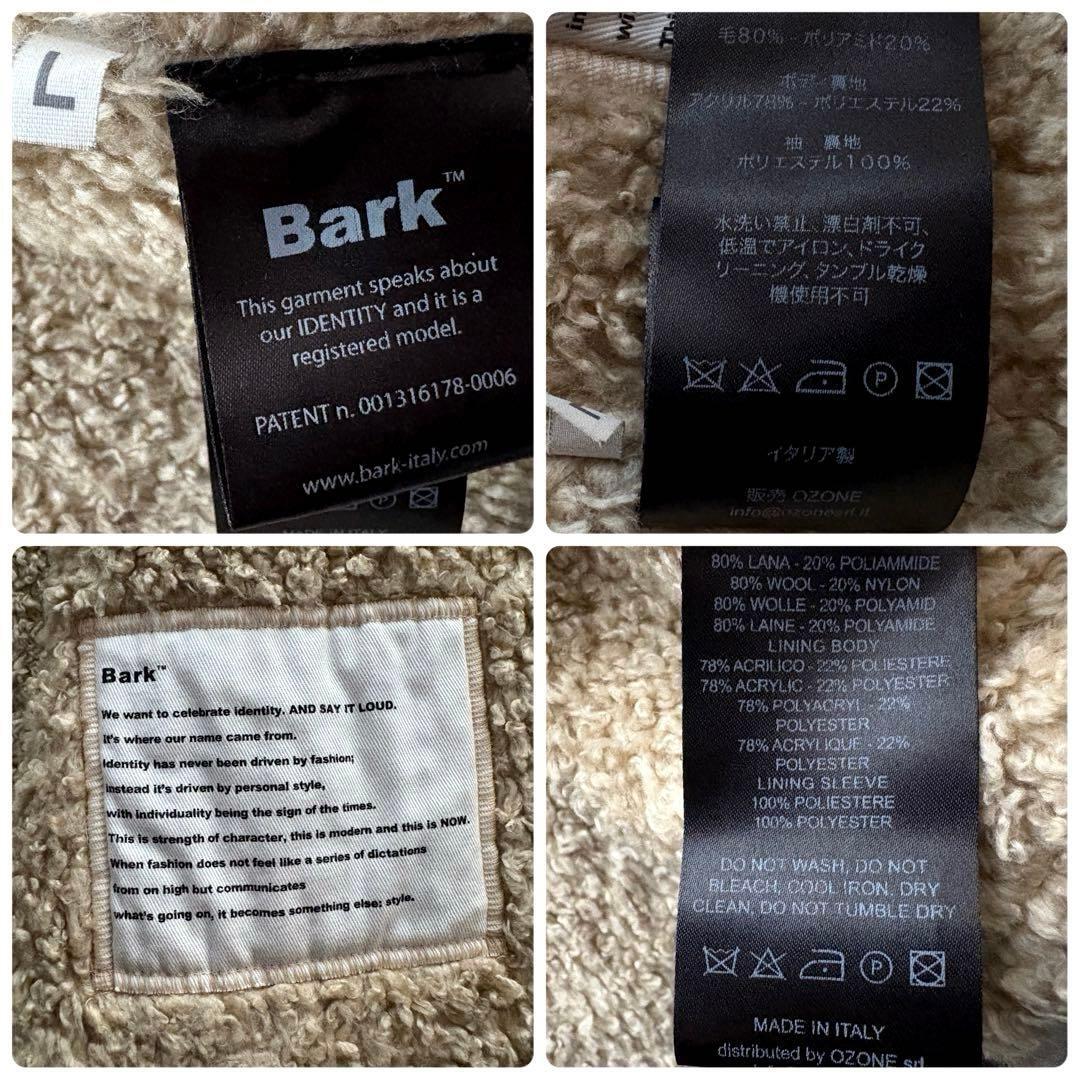 L
Bark™
This garment speaks about
our IDENTITY and it is a
registered model.
PATENT n. 001316178-0006
www.bark-italy.com
P
MADE IN ITALY
in
wi
Thi
毛80% - ポリアミド20%
ボデー 裏地
アクリル78% - ポリエステル22%
袖 裏地
ポリエステル100%
水洗い禁止、漂白剤不可、
低温でアイロン、ドライク
リーニング、タンブル乾燥
機使用不可
P
イタリア製
販売 OZONE
info@ozonesrl.it
Bark™
We want to celebrate identity. AND SAY IT LOUD.
It's where our name came from.
Identity has never been driven by fashion;
instead it's driven by personal style,
with individuality being the sign of the times.
This is strength of character, this is modern and this is NOW.
When fashion does not feel like a series of dictations
from on high but communicates
what's going on, it becomes something else; style.
80% LANA - 20% POLIAMMIDE
80% WOOL - 20% NYLON
80% WOLLE - 20% POLYAMID
80% LAINE - 20% POLYAMIDE
LINING BODY
78% ACRILICO - 22% POLIESTERE
78% ACRYLIC - 22% POLYESTER
78% POLYACRYL - 22%
POLYESTER
78% ACRYLIQUE - 22%
POLYESTER
LINING SLEEVE
100% POLIESTERE
100% POLYESTER
DO NOT WASH, DO NOT
BLEACH, COOL IRON, DRY
CLEAN, DO NOT TUMBLE DRY
P
MADE IN ITALY
distributed by OZONE srl